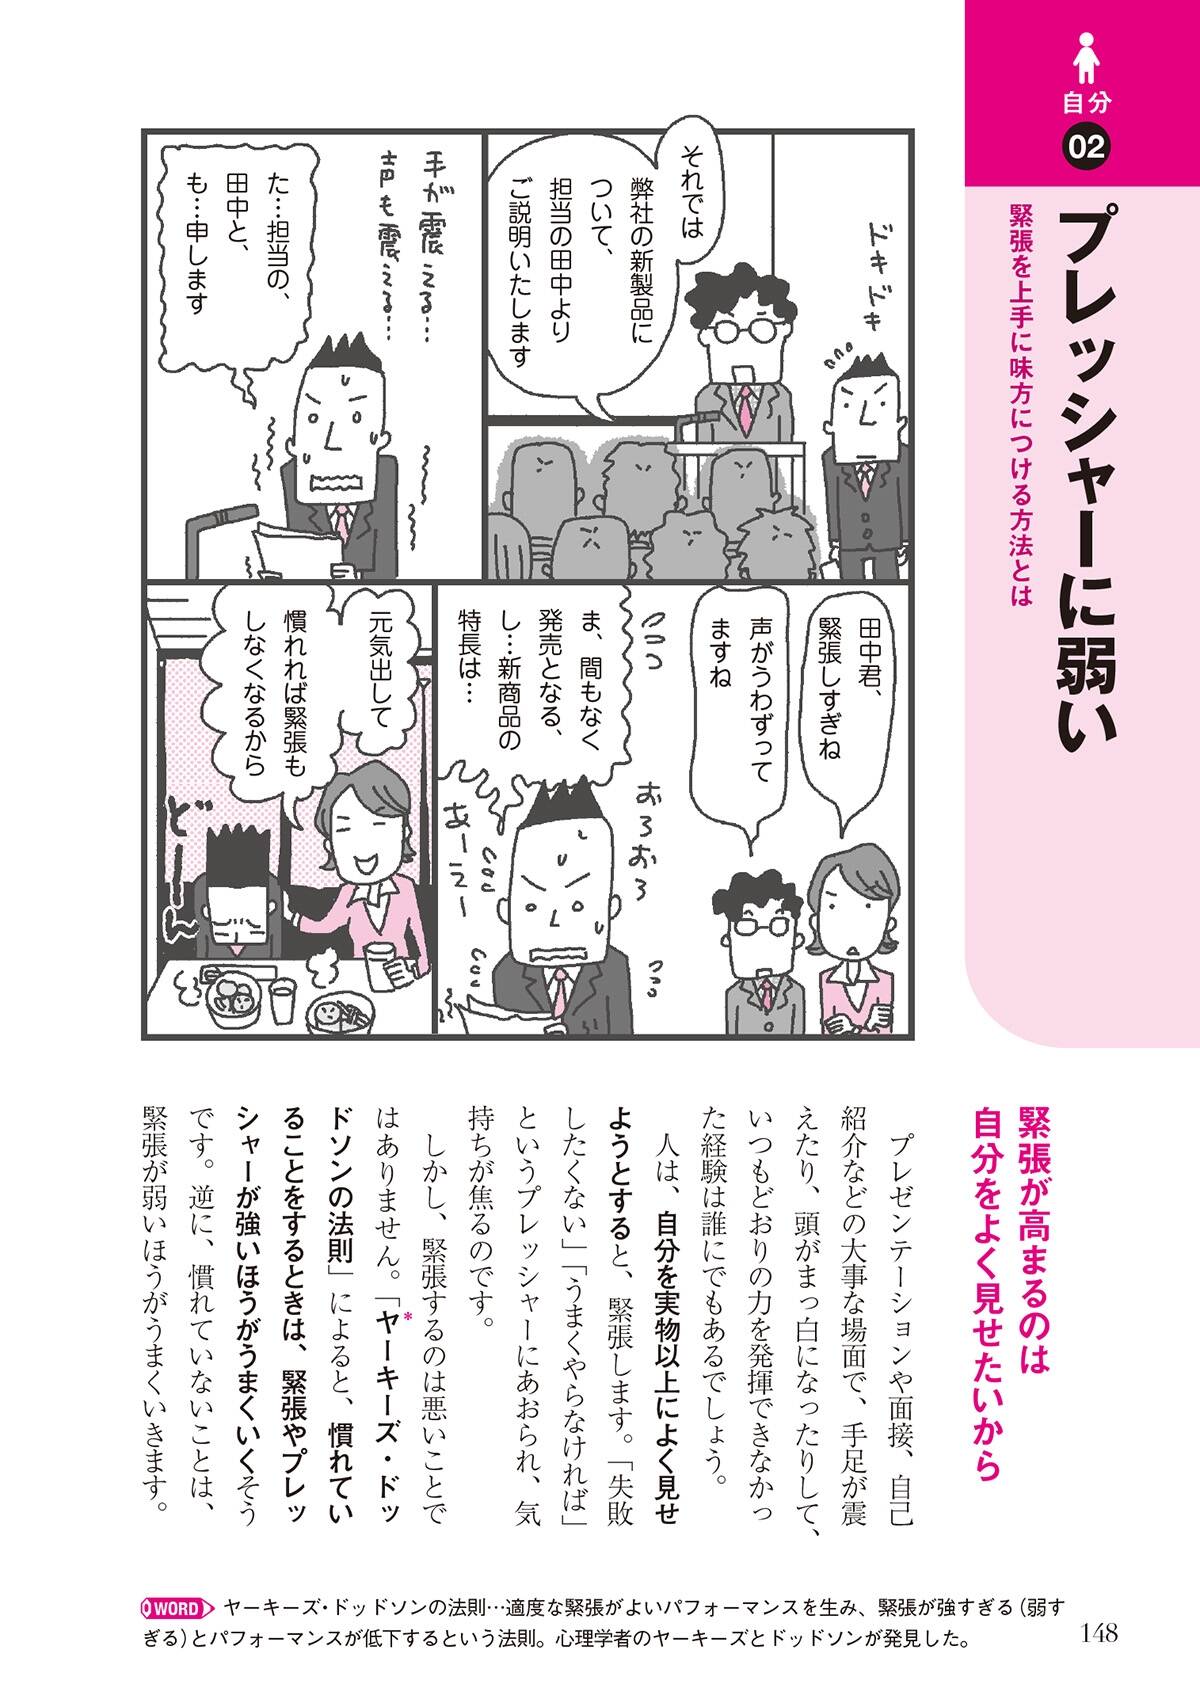 自分
02
プレッシャーに弱い
緊張を上手に味方につける方法とは
ドキドキ
それでは
弊社の新製品に
ついて、
担当の田中より
ご説明いたします
手が震える…
声も震える…
た…担当の、
田中と、
も…申します
田中君、
緊張しすぎね
声がうわずって
ますね
おろおろ
ま、間もなく
発売となる、
し…新商品の
特長は…
あーえー
元気出して
慣れれば緊張も
しなくなるから
どーん
緊張が高まるのは
自分をよく見せたいから
プレゼンテーションや面接、自己
紹介などの大事な場面で、手足が震
えたり、頭がまっ白になったりして、
いつもどおりの力を発揮できなかっ
た経験は誰にでもあるでしょう。
人は、自分を実物以上によく見せ
ようとすると、緊張します。「失敗
したくない」「うまくやらなければ」
というプレッシャーにあおられ、気
持ちが焦るのです。
しかし、緊張するのは悪いことで
はありません。「ヤーキーズ・ドッ
*
ドソンの法則」によると、慣れてい
ることをするときは、緊張やプレッ
シャーが強いほうがうまくいくそう
です。逆に、慣れていないことは、
緊張が弱いほうがうまくいきます。
WORD ヤーキーズ・ドッドソンの法則…適度な緊張がよいパフォーマンスを生み、緊張が強すぎる（弱す
ぎる）とパフォーマンスが低下するという法則。心理学者のヤーキーズとドッドソンが発見した。
148